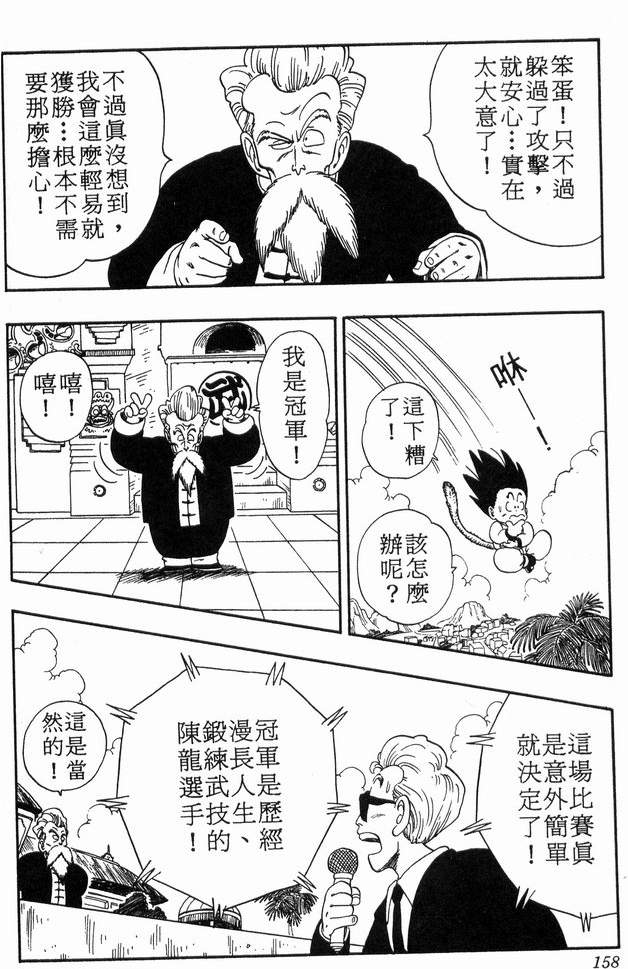 笨蛋！只不過
躲過了攻擊，
就安心…實在
太大意了！
不過真沒想到，
我會這麼輕易就
獲勝…根本不需
要那麼擔心！
咻──！
這下糟
了！
該怎麼
辦呢？
我是冠軍！
武
嘻！
嘻！
這場比賽真
是意外簡單
就決定了！
冠軍是歷經
漫長人生、
鍛練武技的
陳龍選手！
這是當
然的！
158